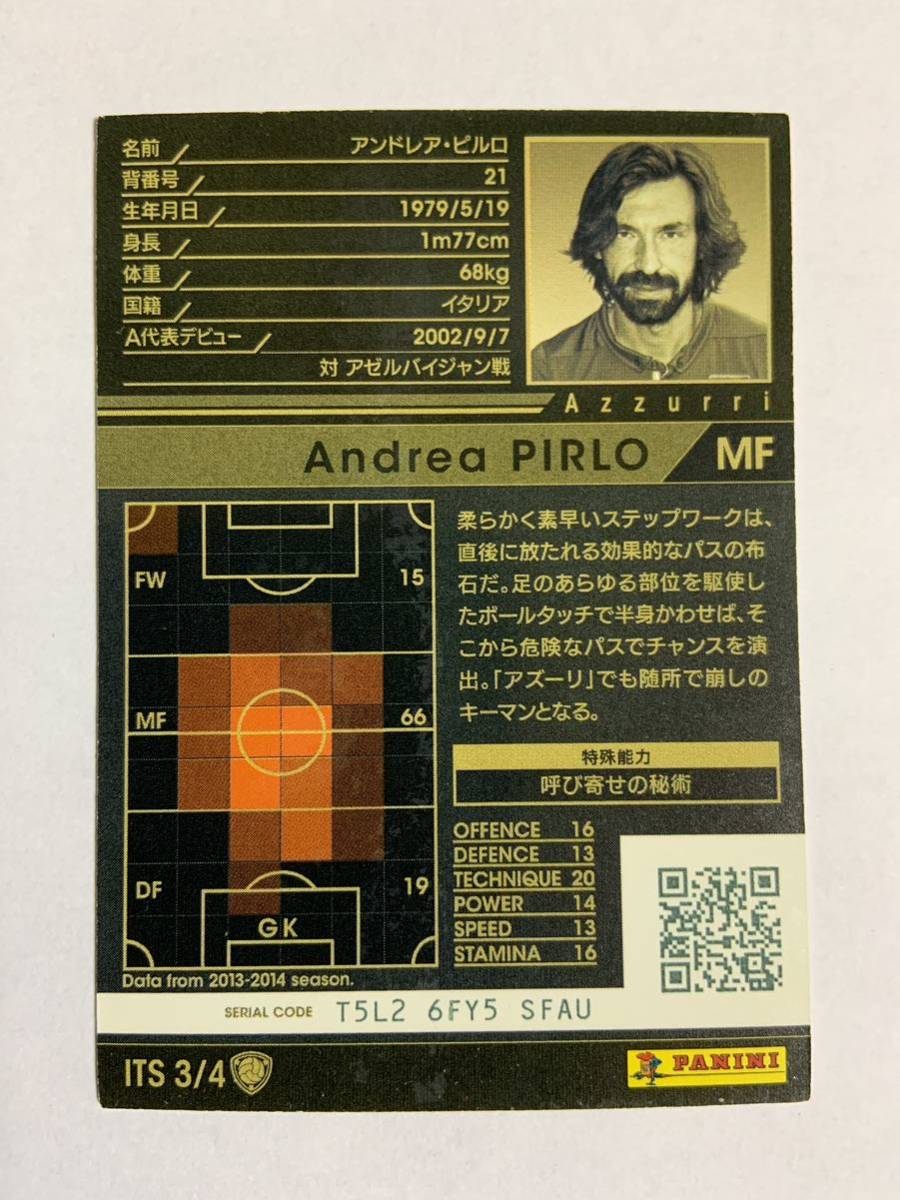 名前 アンドレア・ピルロ
背番号 21
生年月日 1979/5/19
身長 1m77cm
体重 68kg
国籍 イタリア
A代表デビュー 2002/9/7
対 アゼルバイジャン戦
Azzurri
Andrea PIRLO MF
FW 15
MF 66
DF 19
GK
Data from 2013-2014 season.
柔らかく素早いステップワークは、
直後に放たれる効果的なパスの布
石だ。足のあらゆる部位を駆使し
たボールタッチで半身かわせば、そ
こから危険なパスでチャンスを演
出。「アズーリ」でも随所で崩しの
キーマンとなる。
特殊能力
呼び寄せの秘術
OFFENCE 16
DEFENCE 13
TECHNIQUE 20
POWER 14
SPEED 13
STAMINA 16
SERIAL CODE T5L2 6FY5 SFAU
ITS 3/4
PANINI